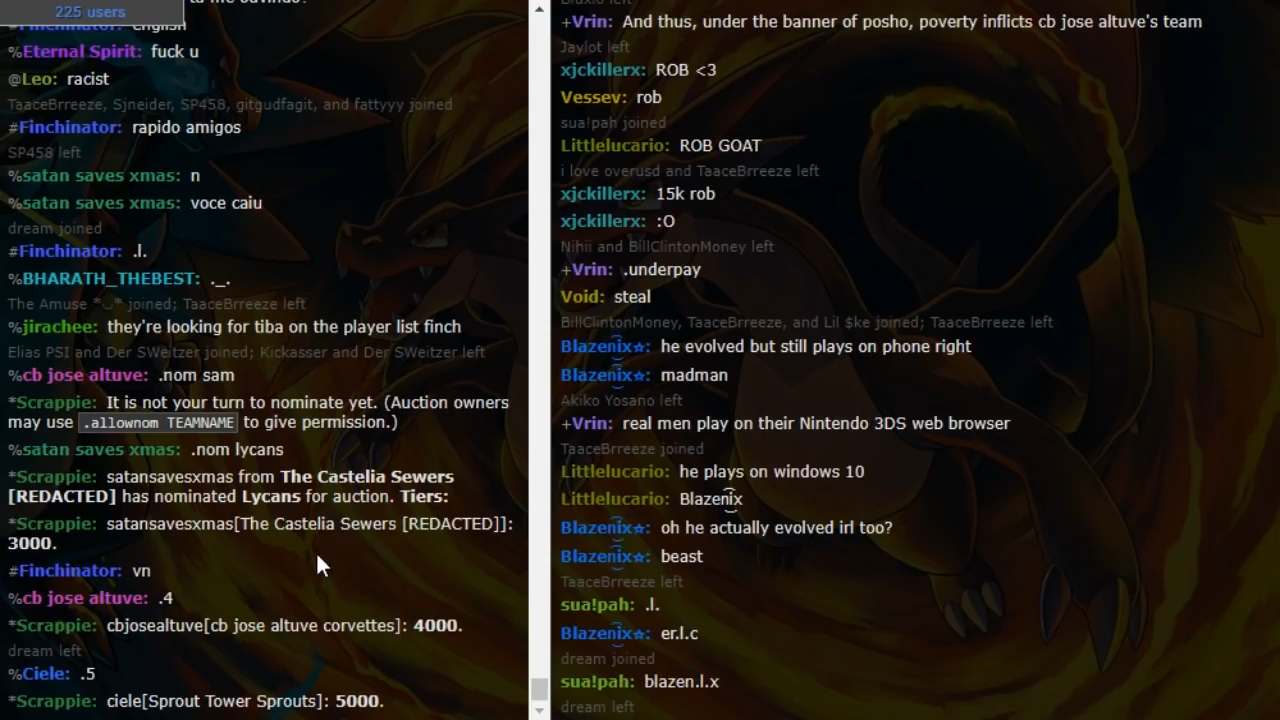 225 users
#Finchinator: english
%Eternal Spirit: fuck u
@Leo: racist
TaaceBrreeze, Sjneider, SP458, gitgudfagit, and fattyyy joined
#Finchinator: rapido amigos
SP458 left
%satan saves xmas: n
%satan saves xmas: voce caiu
dream joined
#Finchinator: .l.
%BHARATH_THEBEST: ._.
The Amuse *◡* joined; TaaceBrreeze left
%jirachee: they're looking for tiba on the player list finch
Elias PSI and Der SWeitzer joined; Kickasser and Der SWeitzer left
%cb jose altuve: .nom sam
*Scrappie: It is not your turn to nominate yet. (Auction owners
may use .allownom TEAMNAME to give permission.)
%satan saves xmas: .nom lycans
*Scrappie: satansavesxmas from The Castelia Sewers
[REDACTED] has nominated Lycans for auction. Tiers:
*Scrappie: satansavesxmas[The Castelia Sewers [REDACTED]]:
3000.
#Finchinator: vn
%cb jose altuve: .4
*Scrappie: cbjosealtuve[cb jose altuve corvettes]: 4000.
dream left
%Ciele: .5
*Scrappie: ciele[Sprout Tower Sprouts]: 5000.
+Vrin: And thus, under the banner of posho, poverty inflicts cb jose altuve's team
Jaylot left
xjckillerx: ROB <3
Vessev: rob
sua!pah joined
Littlelucario: ROB GOAT
i love overusd and TaaceBrreeze left
xjckillerx: 15k rob
xjckillerx: :O
Nihii and BillClintonMoney left
+Vrin: .underpay
Void: steal
BillClintonMoney, TaaceBrreeze, and Lil $ke joined; TaaceBrreeze left
Blazenix☆: he evolved but still plays on phone right
Blazenix☆: madman
Akiko Yosano left
+Vrin: real men play on their Nintendo 3DS web browser
TaaceBrreeze joined
Littlelucario: he plays on windows 10
Littlelucario: Blazenix
Blazenix☆: oh he actually evolved irl too?
Blazenix☆: beast
TaaceBrreeze left
sua!pah: .l.
Blazenix☆: er.l.c
dream joined
sua!pah: blazen.l.x
dream left